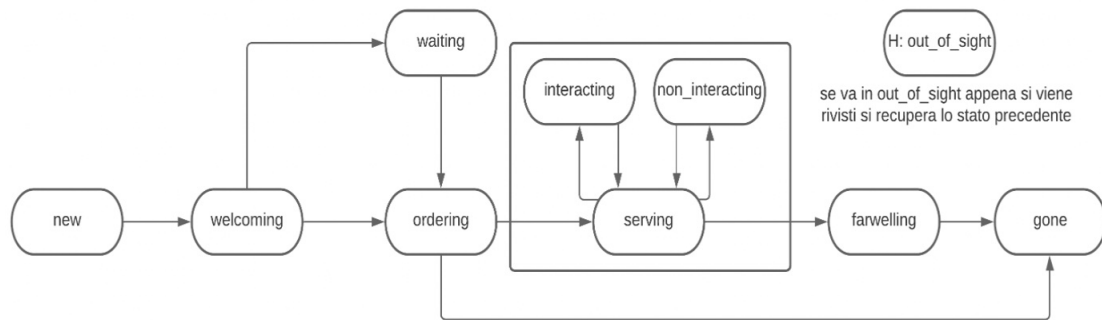 waiting
H: out_of_sight
interacting
non_interacting
se va in out_of_sight appena si viene
rivisti si recupera lo stato precedente
new
welcoming
ordering
serving
farwelling
gone